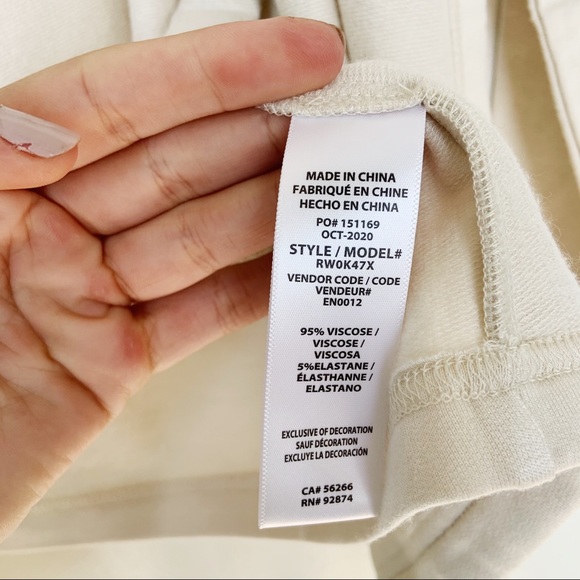 MADE IN CHINA
FABRIQUÉ EN CHINE
HECHO EN CHINA
PO# 151169
OCT-2020
STYLE / MODEL#
RW0K47X
VENDOR CODE / CODE
VENDEUR#
EN0012
95% VISCOSE /
VISCOSE /
VISCOSA
5%ELASTANE /
ÉLASTHANNE /
ELASTANO
EXCLUSIVE OF DECORATION
SAUF DÉCORATION
EXCLUYE LA DECORACIÓN
CA# 56266
RN# 92874